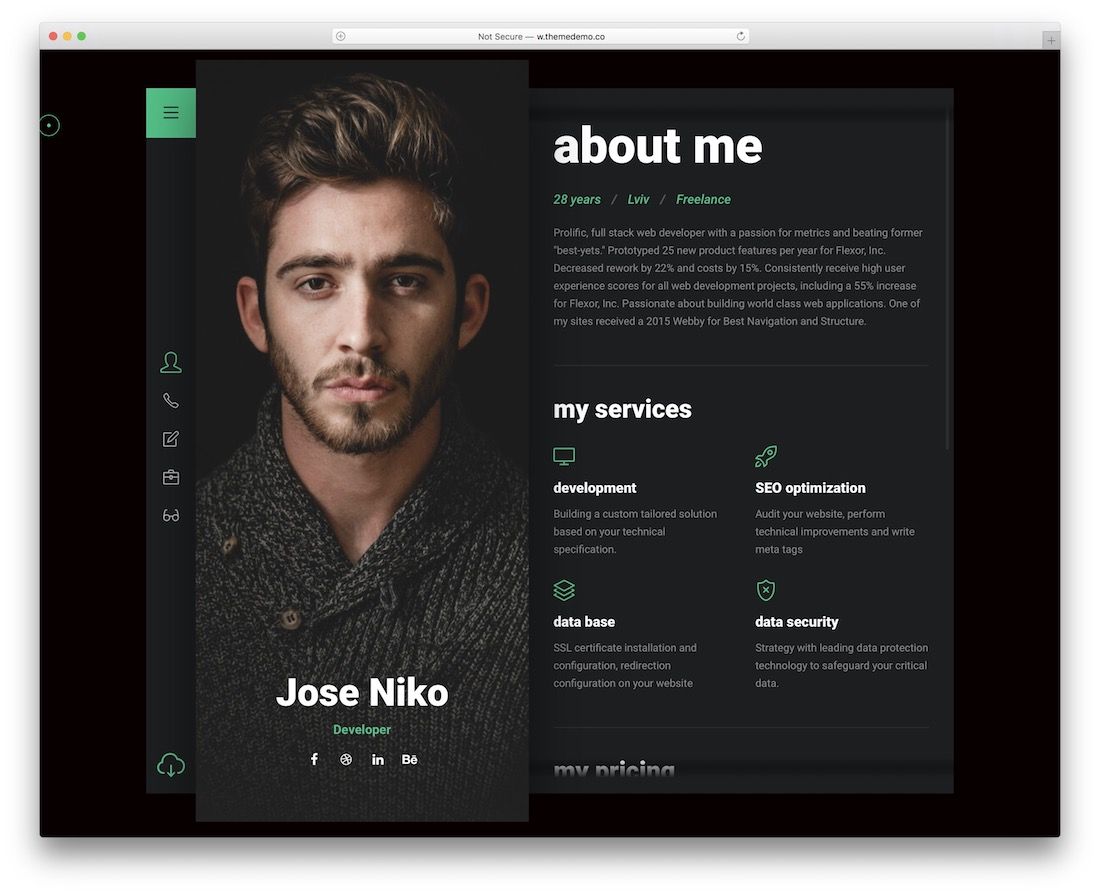 Not Secure — w.themedemo.co
about me
28 years / Lviv / Freelance
Prolific, full stack web developer with a passion for metrics and beating former
"best-yets." Prototyped 25 new product features per year for Flexor, Inc.
Decreased rework by 22% and costs by 15%. Consistently receive high user
experience scores for all web development projects, including a 55% increase
for Flexor, Inc. Passionate about building world class web applications. One of
my sites received a 2015 Webby for Best Navigation and Structure.
my services
development
Building a custom tailored solution
based on your technical
specification.
SEO optimization
Audit your website, perform
technical improvements and write
meta tags
data base
SSL certificate installation and
configuration, redirection
configuration on your website
data security
Strategy with leading data protection
technology to safeguard your critical
data.
my pricing
Jose Niko
Developer
f in Bē